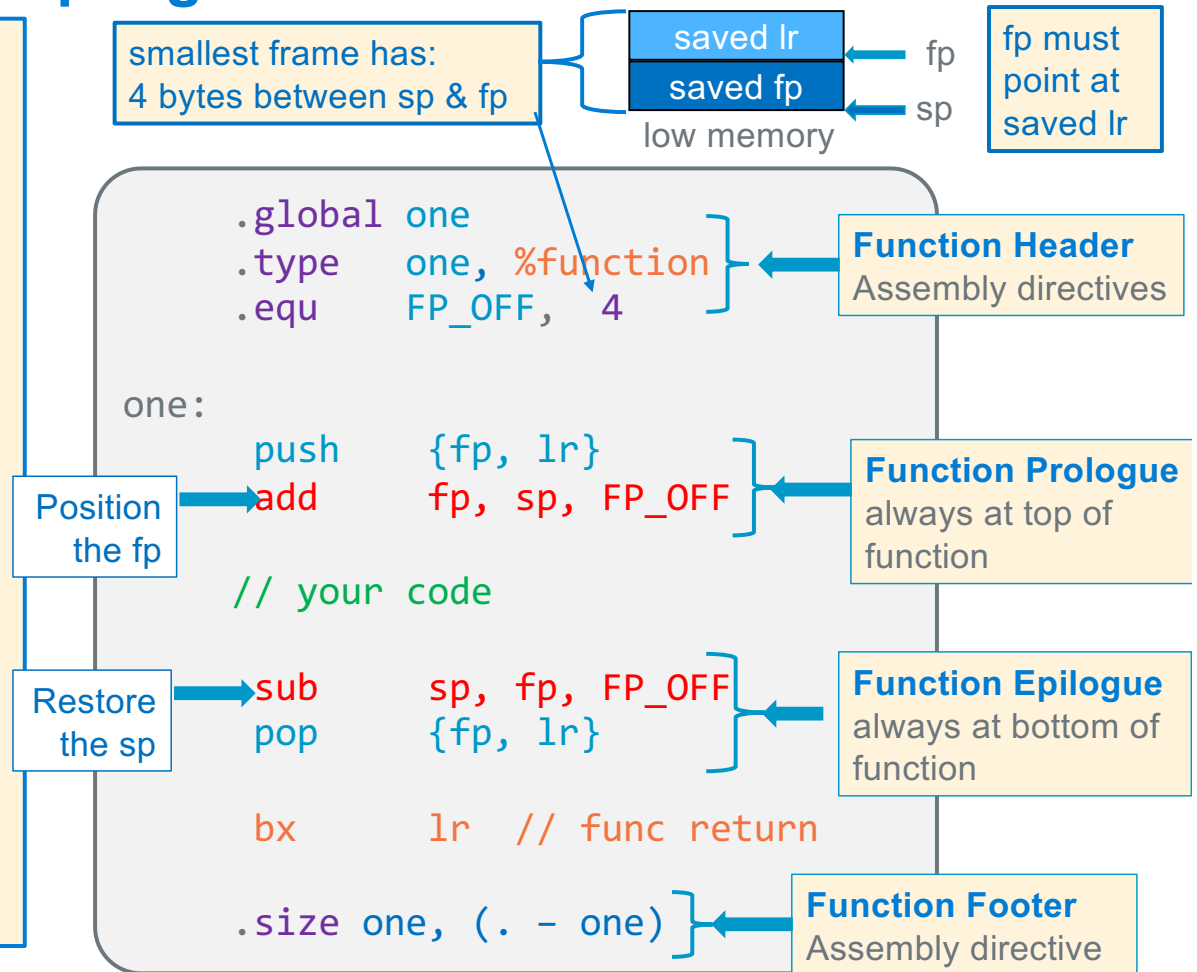 smallest frame has:
4 bytes between sp & fp
saved lr
saved fp
low memory
fp
sp
fp must
point at
saved lr
.global one
.type one, %function
.equ FP_OFF, 4
Function Header
Assembly directives
one:
push {fp, lr}
add fp, sp, FP_OFF
Position
the fp
Function Prologue
always at top of
function
// your code
sub sp, fp, FP_OFF
pop {fp, lr}
Restore
the sp
Function Epilogue
always at bottom of
function
bx lr // func return
.size one, (. – one)
Function Footer
Assembly directive